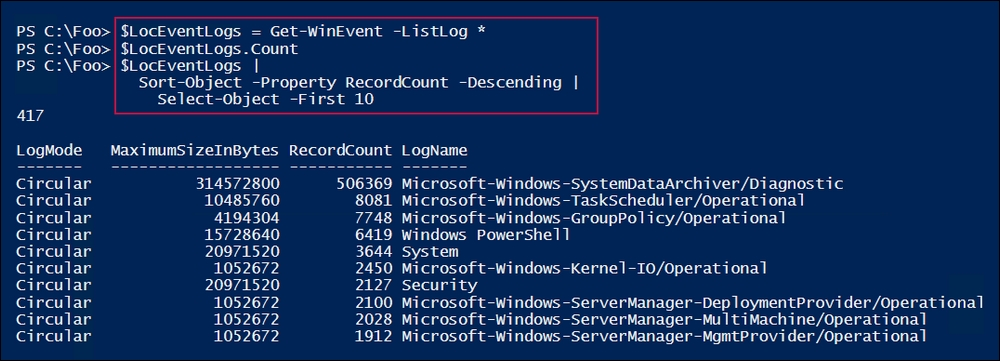 PS C:\Foo> $LocEventLogs = Get-WinEvent -ListLog *
PS C:\Foo> $LocEventLogs.Count
PS C:\Foo> $LocEventLogs |
Sort-Object -Property RecordCount -Descending |
Select-Object -First 10
417
LogMode MaximumSizeInBytes RecordCount LogName
------- ------------------ ----------- -------
Circular 314572800 506369 Microsoft-Windows-SystemDataArchiver/Diagnostic
Circular 10485760 8081 Microsoft-Windows-TaskScheduler/Operational
Circular 4194304 7748 Microsoft-Windows-GroupPolicy/Operational
Circular 15728640 6419 Windows PowerShell
Circular 20971520 3644 System
Circular 1052672 2450 Microsoft-Windows-Kernel-IO/Operational
Circular 20971520 2127 Security
Circular 1052672 2100 Microsoft-Windows-ServerManager-DeploymentProvider/Operational
Circular 1052672 2028 Microsoft-Windows-ServerManager-MultiMachine/Operational
Circular 1052672 1912 Microsoft-Windows-ServerManager-MgmtProvider/Operational